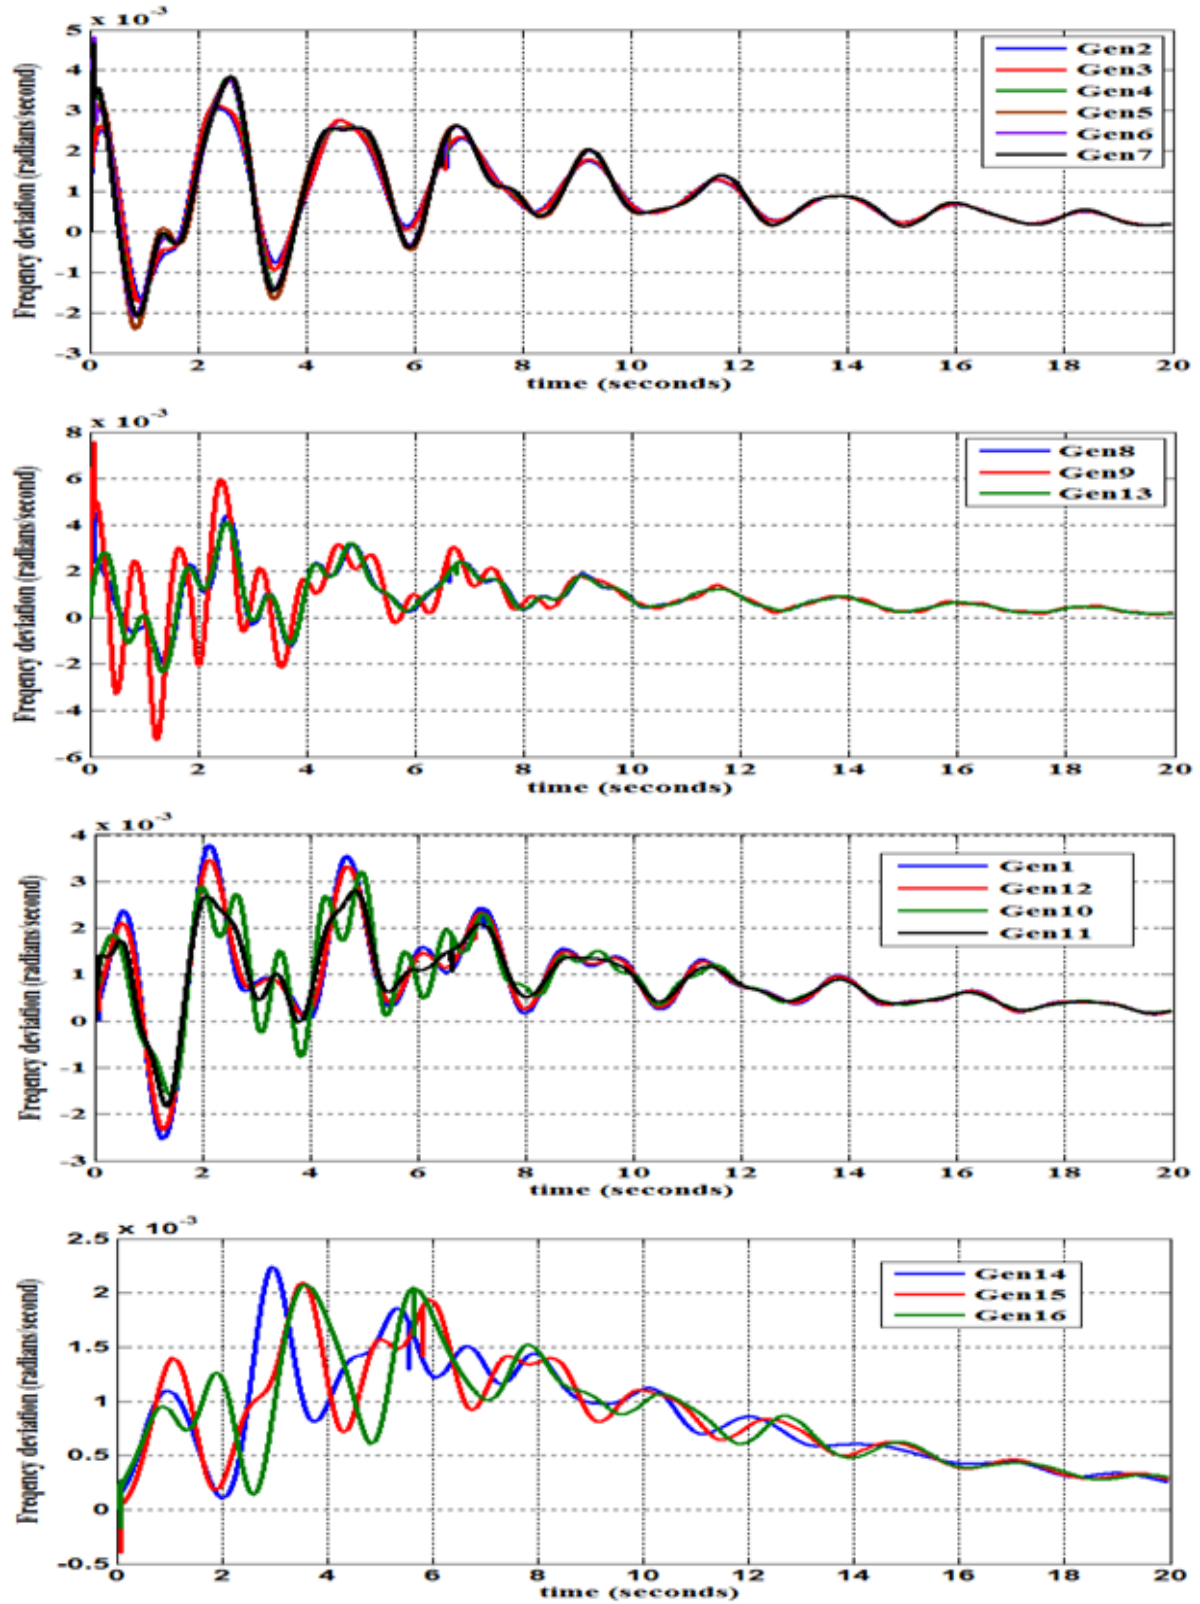 x 10-3
5
4
3
2
1
0
-1
-2
-3
Freqency deviation (radians/second)
Gen2
Gen3
Gen4
Gen5
Gen6
Gen7
0 2 4 6 8 10 12 14 16 18 20
time (seconds)
x 10-3
8
6
4
2
0
-2
-4
-6
Freqency deviation (radians/second)
Gen8
Gen9
Gen13
0 2 4 6 8 10 12 14 16 18 20
time (seconds)
x 10-3
4
3
2
1
0
-1
-2
-3
Freqency deviation (radians/second)
Gen1
Gen12
Gen10
Gen11
0 2 4 6 8 10 12 14 16 18 20
time (seconds)
x 10-3
2.5
2
1.5
1
0.5
0
-0.5
Freqency deviation (radians/second)
Gen14
Gen15
Gen16
0 2 4 6 8 10 12 14 16 18 20
time (seconds)